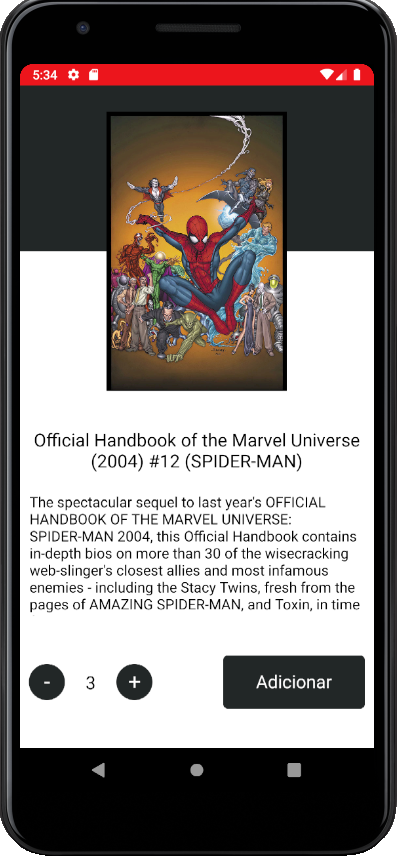 5:34
Official Handbook of the Marvel Universe
(2004) #12 (SPIDER-MAN)
The spectacular sequel to last year's OFFICIAL
HANDBOOK OF THE MARVEL UNIVERSE:
SPIDER-MAN 2004, this Official Handbook contains
in-depth bios on more than 30 of the wisecracking
web-slinger's closest allies and most infamous
enemies - including the Stacy Twins, fresh from the
pages of AMAZING SPIDER-MAN, and Toxin, in time
- 3 + Adicionar